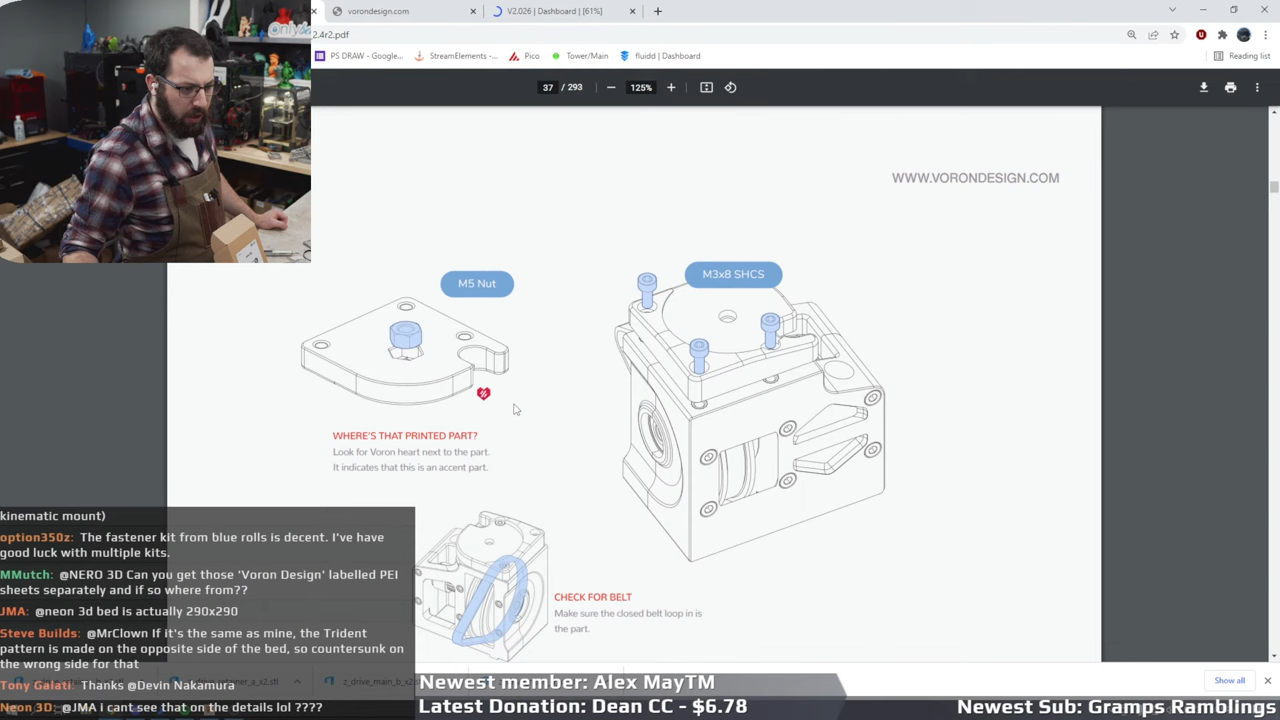 vorondesign.com
V2.026 | Dashboard | [61%]
2.4r2.pdf
PS DRAW - Google...
StreamElements -...
Pico
Tower/Main
fluidd | Dashboard
Reading list
37 / 293
125%
WWW.VORONDESIGN.COM
M5 Nut
M3x8 SHCS
WHERE'S THAT PRINTED PART?
Look for Voron heart next to the part.
It indicates that this is an accent part.
CHECK FOR BELT
Make sure the closed belt loop in is
the part.
kinematic mount)
option350z: The fastener kit from blue rolls is decent. I've have
good luck with multiple kits.
MMutch: @NERO 3D Can you get those 'Voron Design' labelled PEI
sheets separately and if so where from??
JMA: @neon 3d bed is actually 290x290
Steve Builds: @MrClown If it's the same as mine, the Trident
pattern is made on the opposite side of the bed, so countersunk on
the wrong side for that
Tony Galati: Thanks @Devin Nakamura
Neon 3D: @JMA i cant see that on the details lol ????
Show all
Newest member: Alex MayTM
Latest Donation: Dean CC - $6.78
Newest Sub: Gramps Ramblings